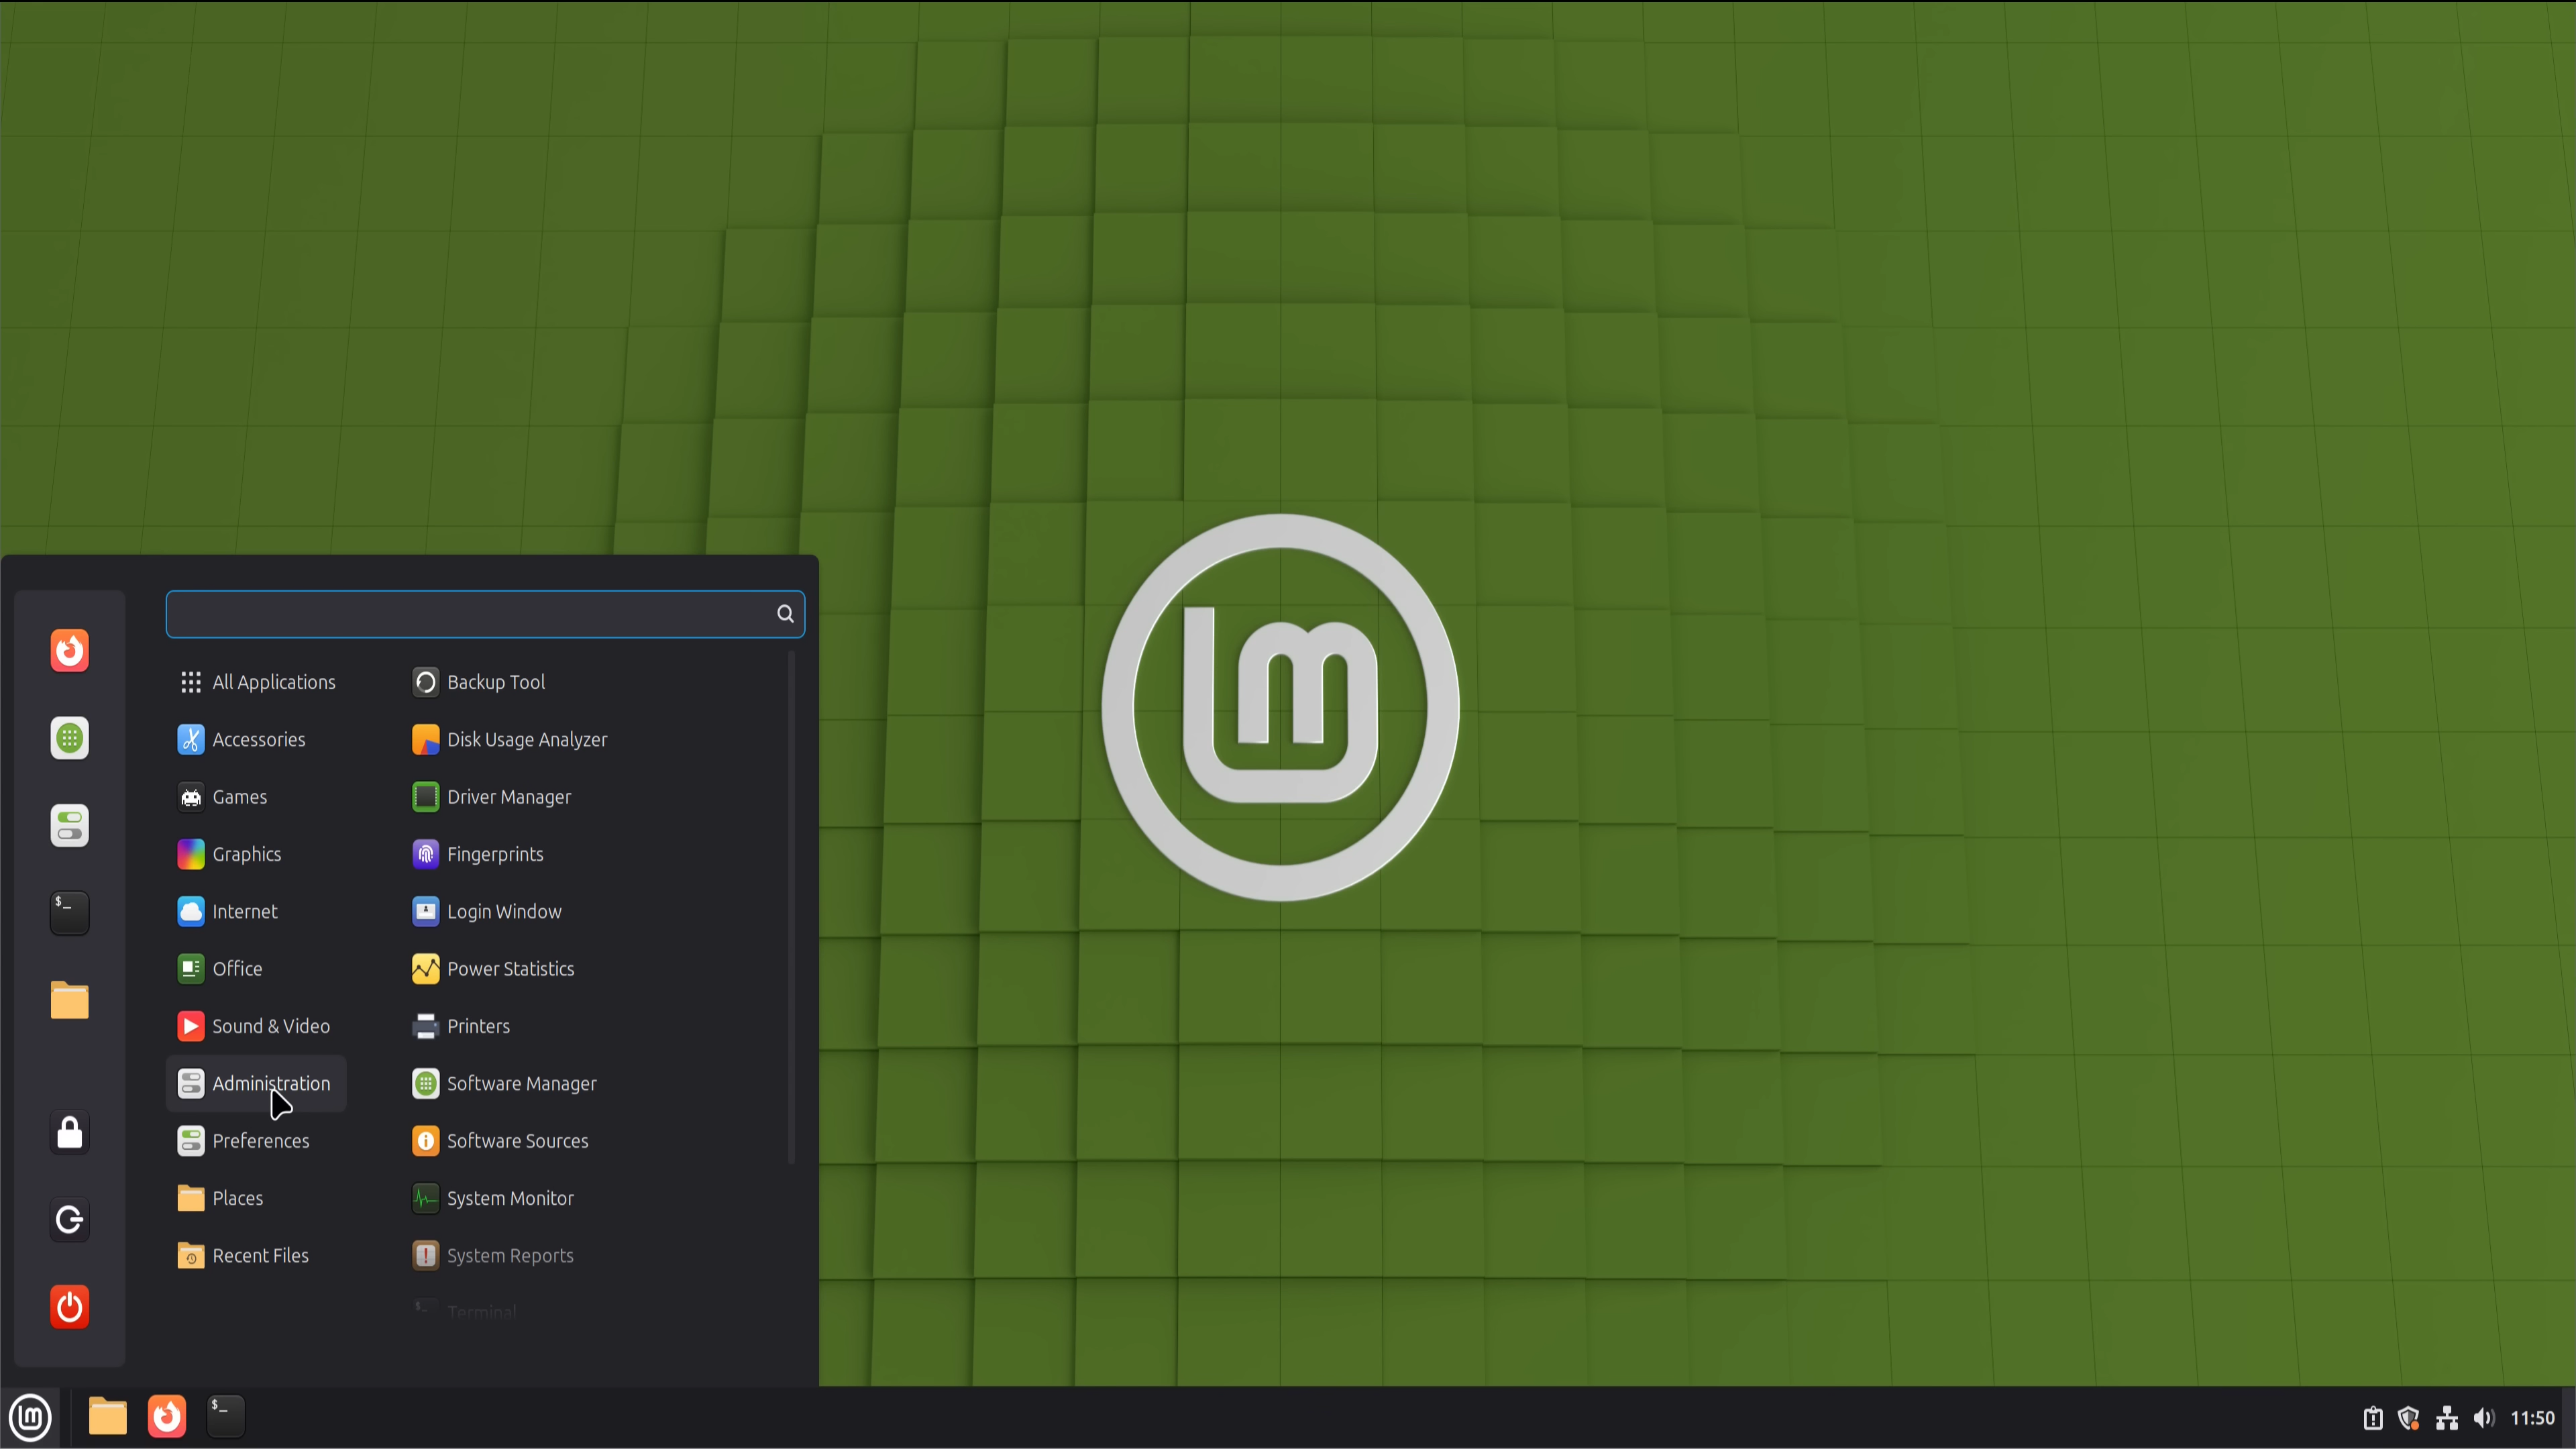 All Applications
Accessories
Games
Graphics
Internet
Office
Sound & Video
Administration
Preferences
Places
Recent Files
Backup Tool
Disk Usage Analyzer
Driver Manager
Fingerprints
Login Window
Power Statistics
Printers
Software Manager
Software Sources
System Monitor
System Reports
Terminal
$_
lm
lm
$_
11:50